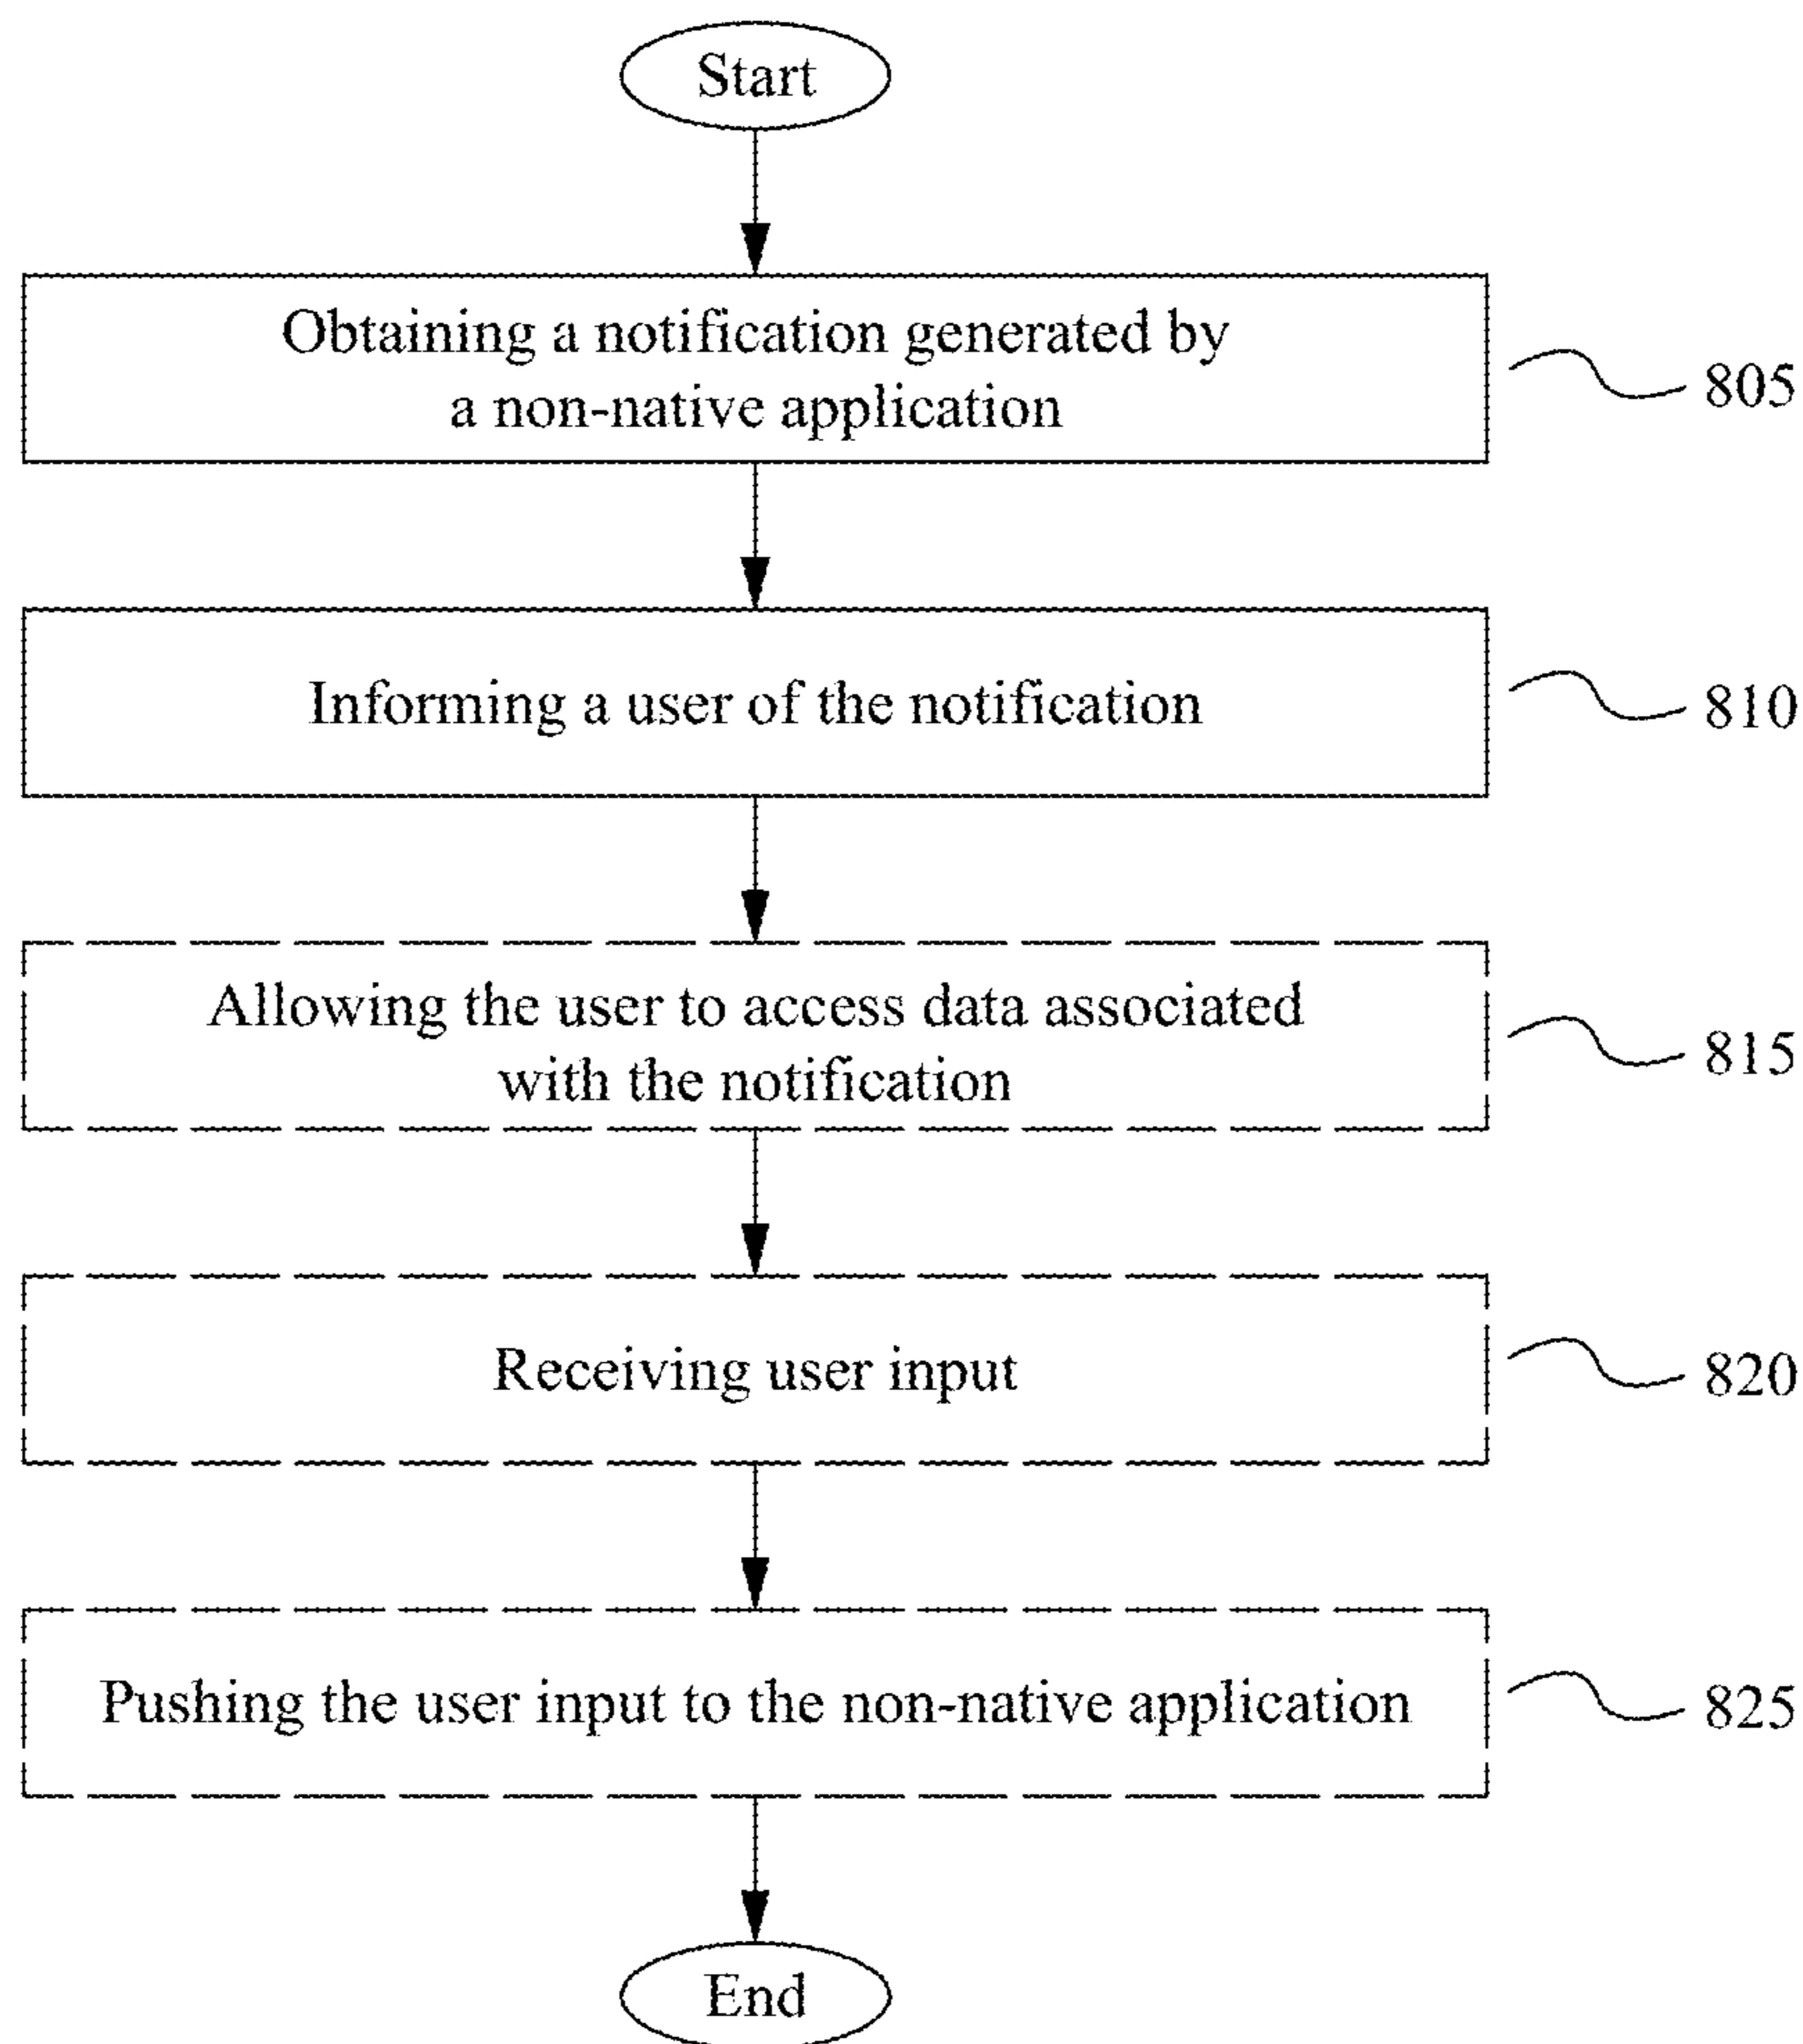 Start
Obtaining a notification generated by
a non-native application
805
Informing a user of the notification
810
Allowing the user to access data associated
with the notification
815
Receiving user input
820
Pushing the user input to the non-native application
825
End